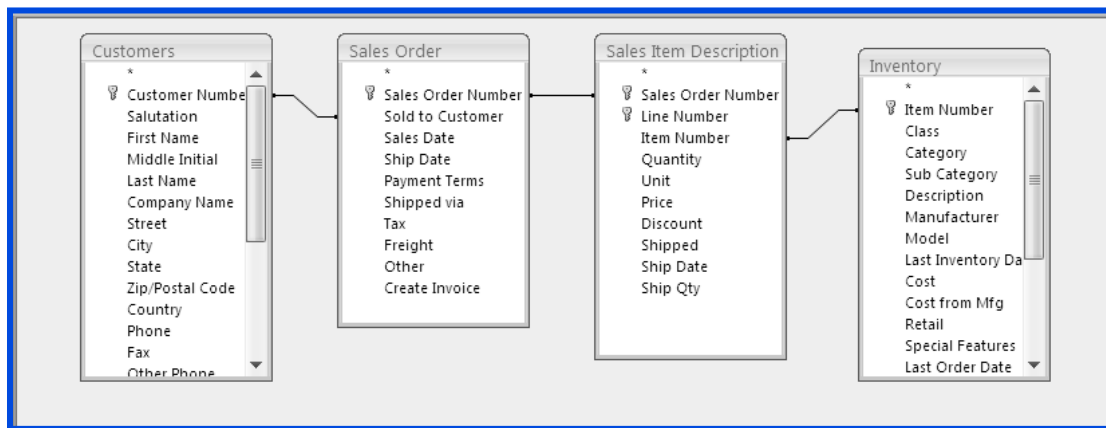 Customers
*
Customer Numbe
Salutation
First Name
Middle Initial
Last Name
Company Name
Street
City
State
Zip/Postal Code
Country
Phone
Fax
Other Phone
Sales Order
*
Sales Order Number
Sold to Customer
Sales Date
Ship Date
Payment Terms
Shipped via
Tax
Freight
Other
Create Invoice
Sales Item Description
*
Sales Order Number
Line Number
Item Number
Quantity
Unit
Price
Discount
Shipped
Ship Date
Ship Qty
Inventory
*
Item Number
Class
Category
Sub Category
Description
Manufacturer
Model
Last Inventory Da
Cost
Cost from Mfg
Retail
Special Features
Last Order Date